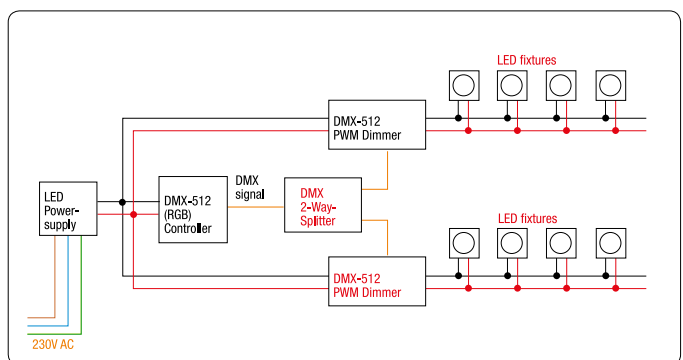 LED fixtures
DMX-512
PWM Dimmer
LED
Power-
supply
DMX-512
(RGB)
Controller
DMX
signal
DMX
2-Way-
Splitter
LED fixtures
DMX-512
PWM Dimmer
230V AC